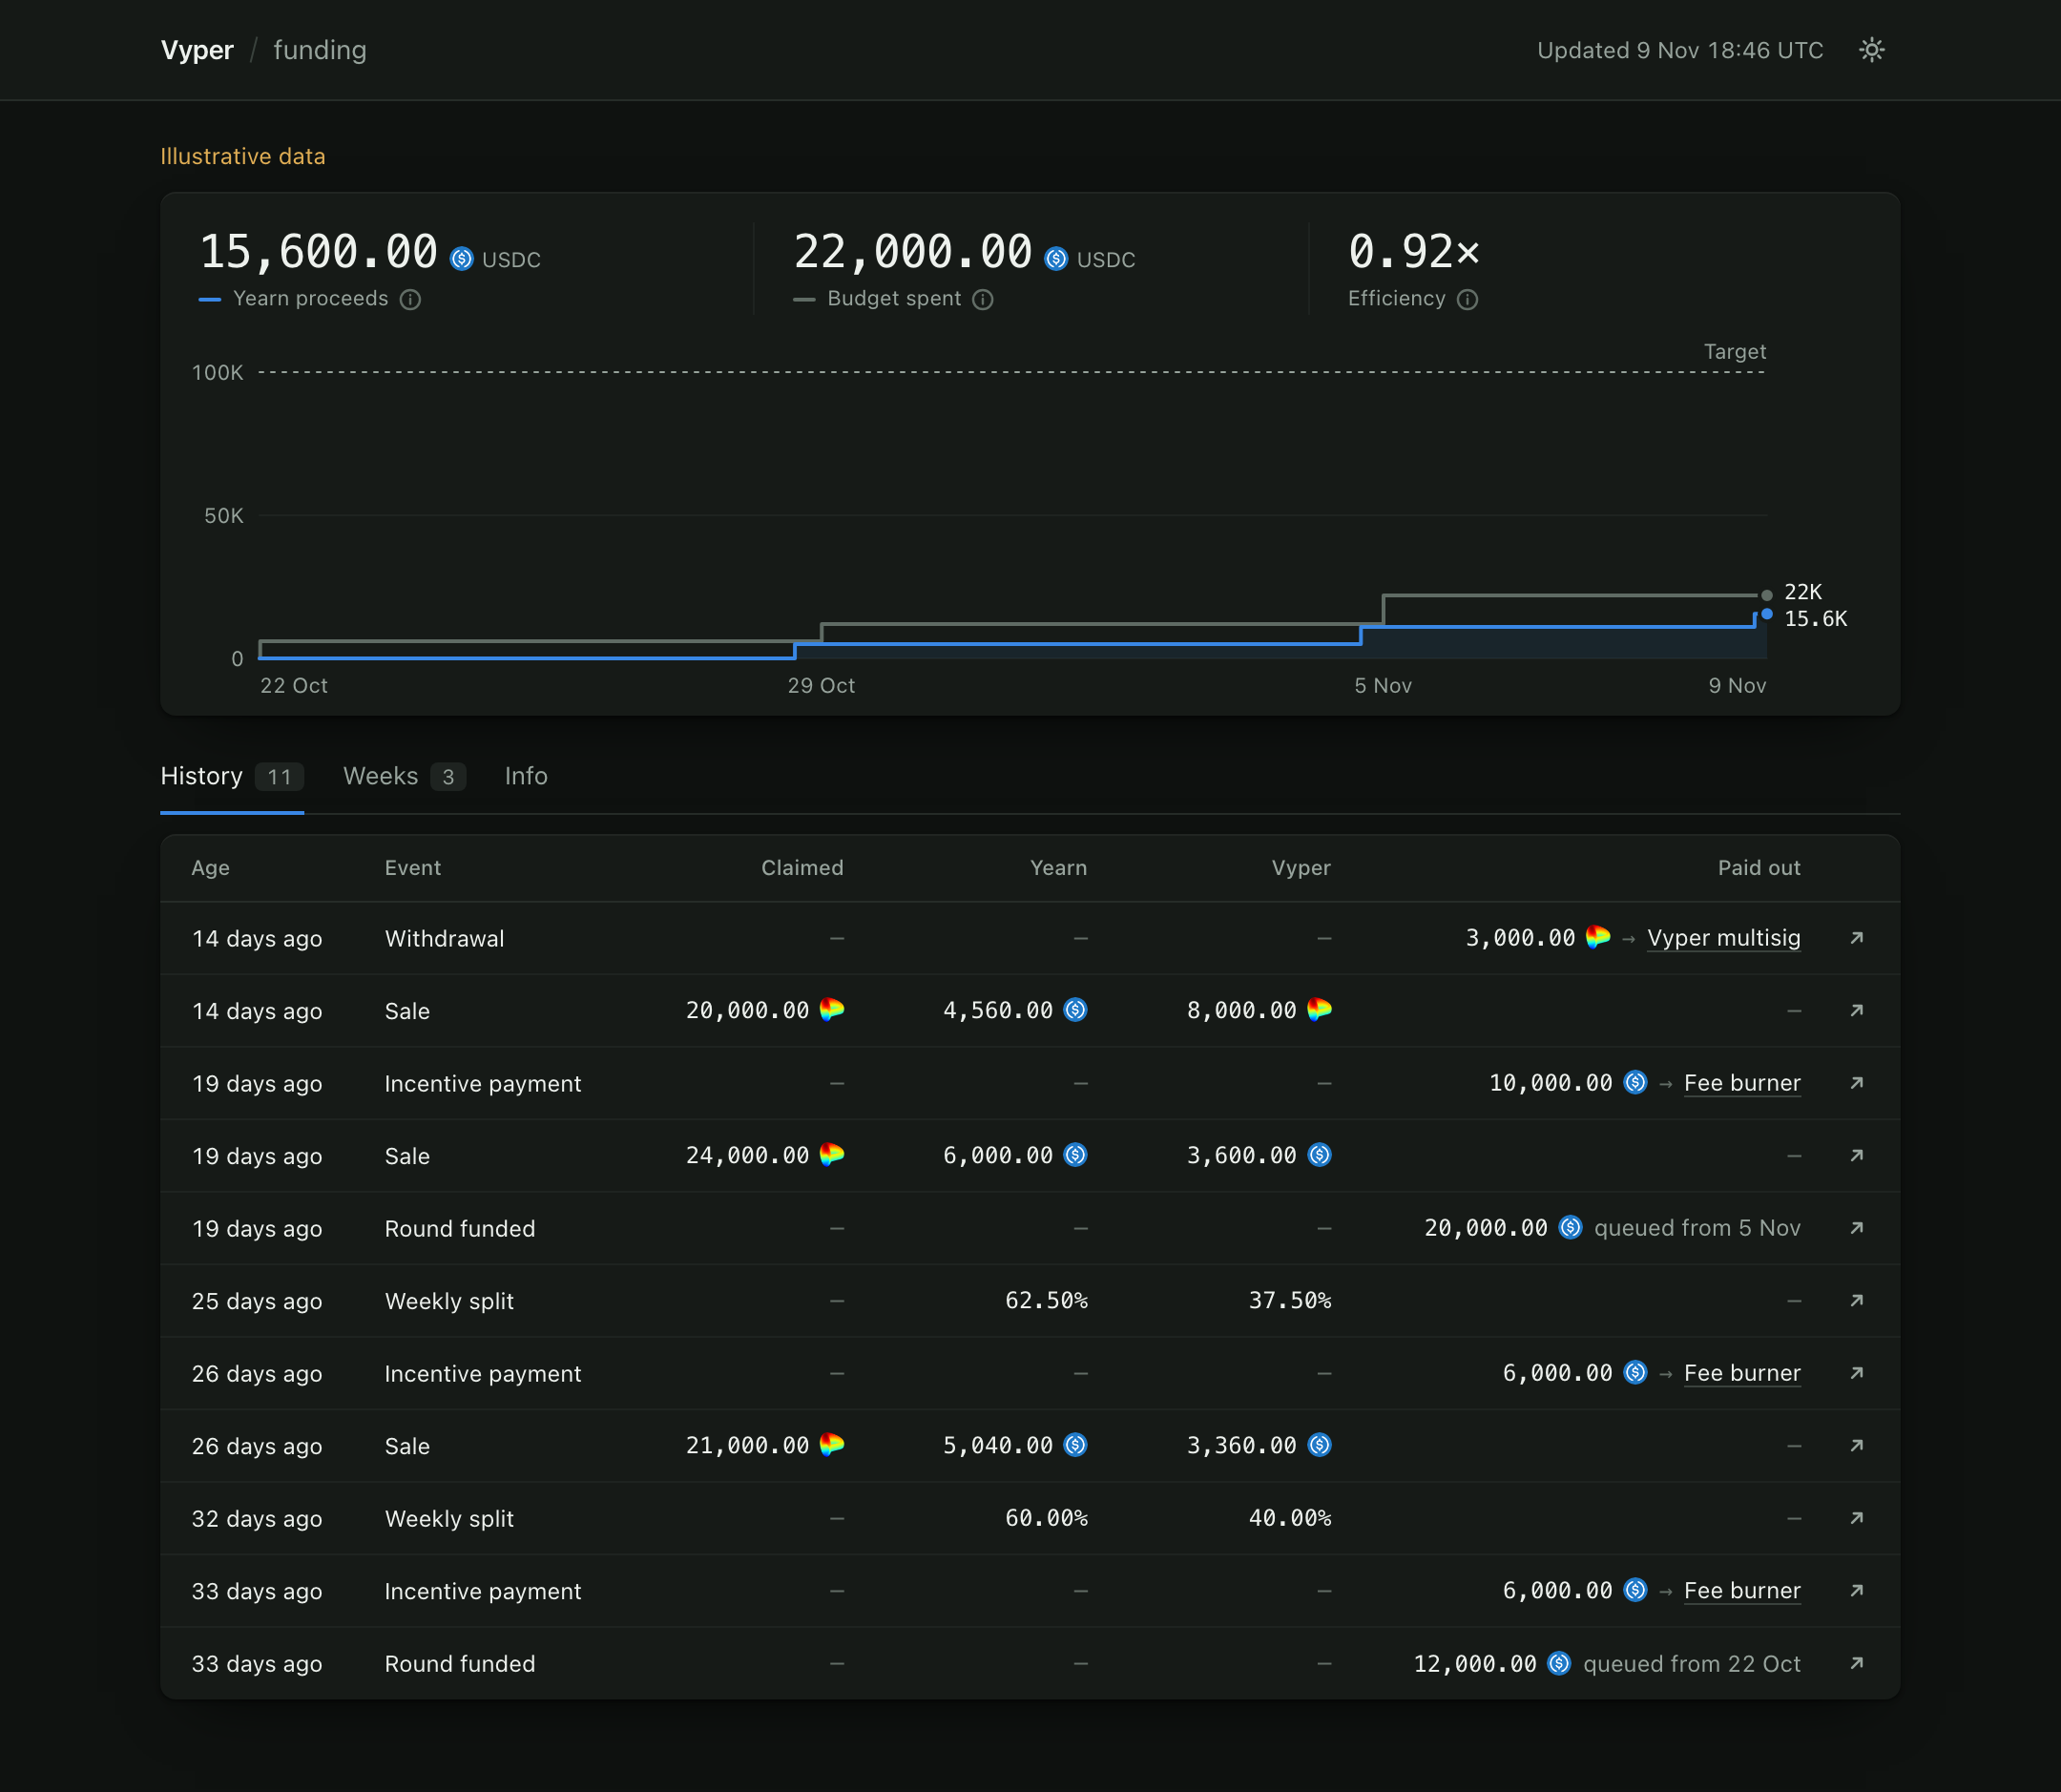 Vyper / funding
Updated 9 Nov 18:46 UTC
Illustrative data
15,600.00 USDC
Yearn proceeds
22,000.00 USDC
Budget spent
0.92×
Efficiency
Target
100K
50K
22K
15.6K
0
22 Oct 29 Oct 5 Nov 9 Nov
History 11 Weeks 3 Info
Age Event Claimed Yearn Vyper Paid out
14 days ago Withdrawal — — — 3,000.00 → Vyper multisig ↗
14 days ago Sale 20,000.00 4,560.00 8,000.00 — ↗
19 days ago Incentive payment — — — 10,000.00 → Fee burner ↗
19 days ago Sale 24,000.00 6,000.00 3,600.00 — ↗
19 days ago Round funded — — — 20,000.00 queued from 5 Nov ↗
25 days ago Weekly split — 62.50% 37.50% — ↗
26 days ago Incentive payment — — — 6,000.00 → Fee burner ↗
26 days ago Sale 21,000.00 5,040.00 3,360.00 — ↗
32 days ago Weekly split — 60.00% 40.00% — ↗
33 days ago Incentive payment — — — 6,000.00 → Fee burner ↗
33 days ago Round funded — — — 12,000.00 queued from 22 Oct ↗